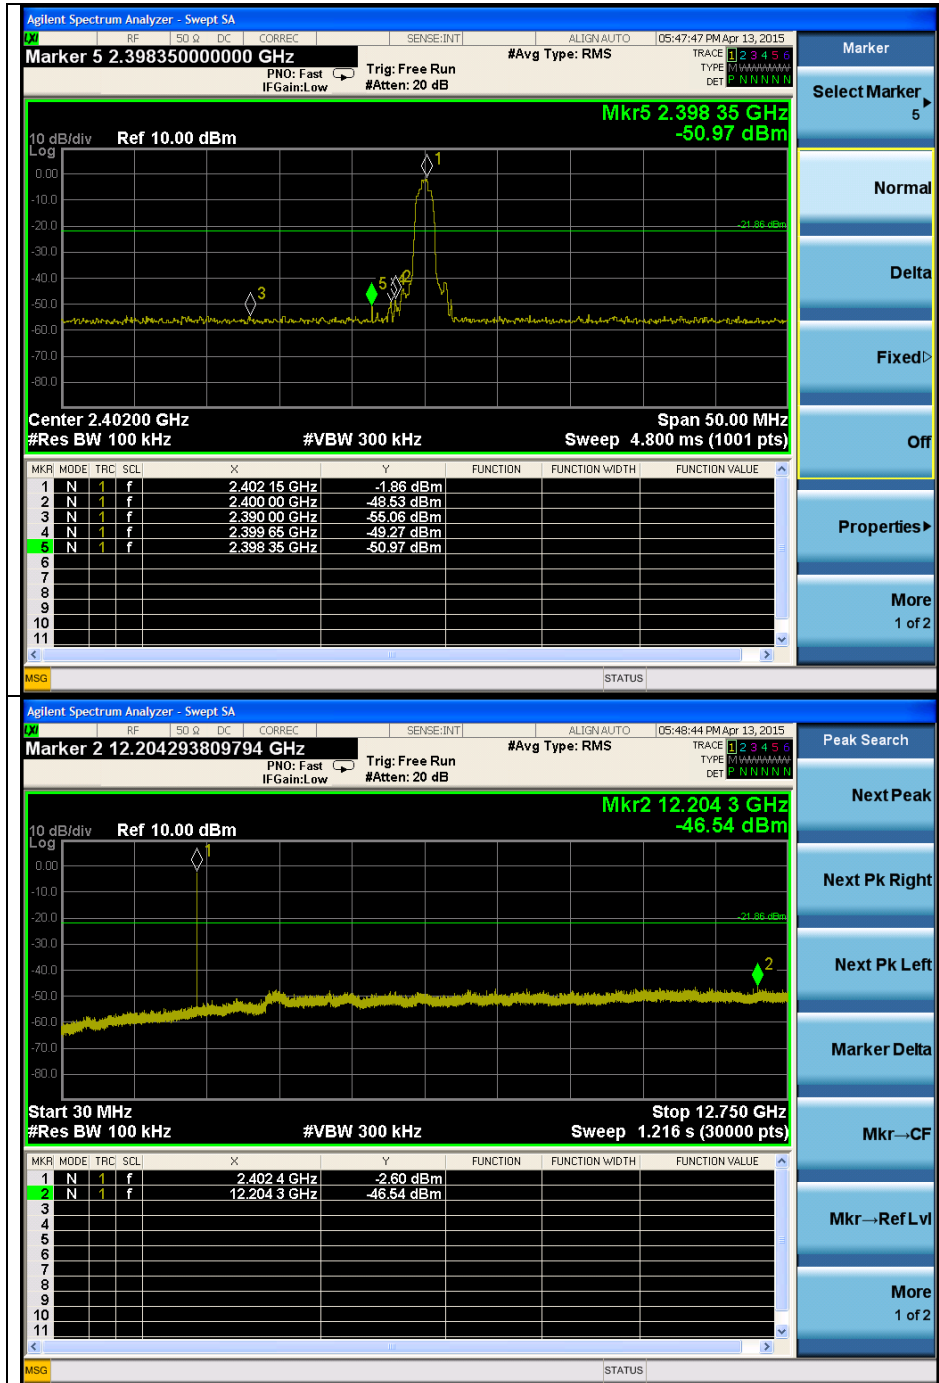 Agilent Spectrum Analyzer - Swept SA
LXI RF 50 Ω DC CORREC SENSE:INT ALIGN AUTO 05:47:47 PM Apr 13, 2015
Marker 5 2.398350000000 GHz
PNO: Fast
IFGain:Low
Trig: Free Run
#Atten: 20 dB
#Avg Type: RMS
TRACE 1 2 3 4 5 6
TYPE M
DET P N N N N N
Mkr5 2.398 35 GHz
-50.97 dBm
10 dB/div Ref 10.00 dBm
Log
0.00
-10.0
-20.0
-30.0
-40.0
-50.0
-60.0
-70.0
-80.0
1
-21.86 dBm
5
4
2
3
Center 2.40200 GHz Span 50.00 MHz
#Res BW 100 kHz #VBW 300 kHz Sweep 4.800 ms (1001 pts)
MKR MODE TRC SCL X Y FUNCTION FUNCTION WIDTH FUNCTION VALUE
1 N 1 f 2.402 15 GHz -1.86 dBm
2 N 1 f 2.400 00 GHz -48.53 dBm
3 N 1 f 2.390 00 GHz -55.06 dBm
4 N 1 f 2.399 65 GHz -49.27 dBm
5 N 1 f 2.398 35 GHz -50.97 dBm
6
7
8
9
10
11
MSG STATUS
Marker
Select Marker
5
Normal
Delta
Fixed
Off
Properties
More
1 of 2
Agilent Spectrum Analyzer - Swept SA
LXI RF 50 Ω DC CORREC SENSE:INT ALIGN AUTO 05:48:44 PM Apr 13, 2015
Marker 2 12.204293809794 GHz
PNO: Fast
IFGain:Low
Trig: Free Run
#Atten: 20 dB
#Avg Type: RMS
TRACE 1 2 3 4 5 6
TYPE M
DET P N N N N N
Mkr2 12.204 3 GHz
-46.54 dBm
10 dB/div Ref 10.00 dBm
Log
0.00
-10.0
-20.0
-30.0
-40.0
-50.0
-60.0
-70.0
-80.0
1
-21.86 dBm
2
Start 30 MHz Stop 12.750 GHz
#Res BW 100 kHz #VBW 300 kHz Sweep 1.216 s (30000 pts)
MKR MODE TRC SCL X Y FUNCTION FUNCTION WIDTH FUNCTION VALUE
1 N 1 f 2.402 4 GHz -2.60 dBm
2 N 1 f 12.204 3 GHz -46.54 dBm
3
4
5
6
7
8
9
10
11
MSG STATUS
Peak Search
Next Peak
Next Pk Right
Next Pk Left
Marker Delta
Mkr→CF
Mkr→Ref Lvl
More
1 of 2